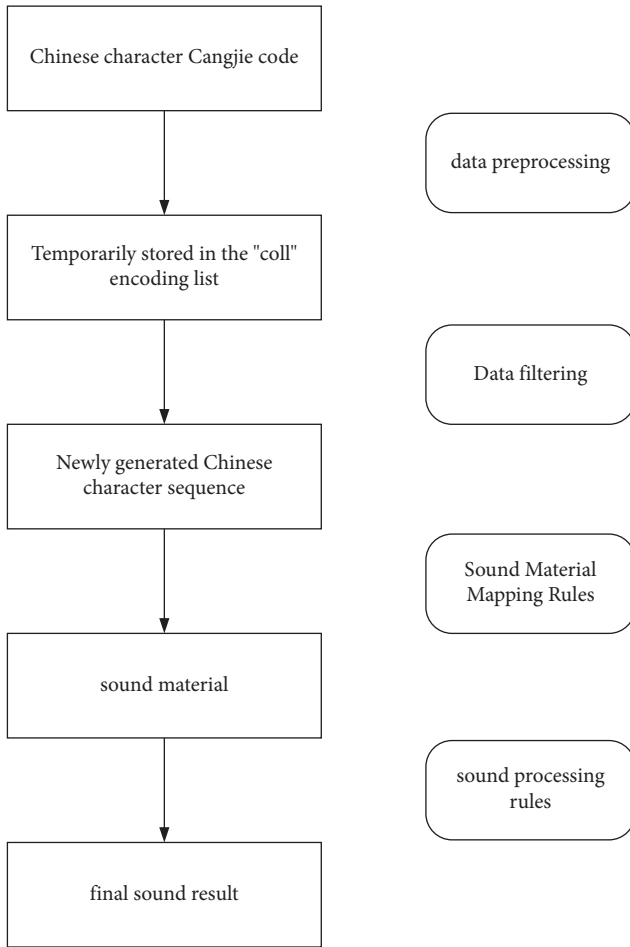 Chinese character Cangjie code
data preprocessing
Temporarily stored in the "coll"
encoding list
Data filtering
Newly generated Chinese
character sequence
Sound Material
Mapping Rules
sound material
sound processing
rules
final sound result